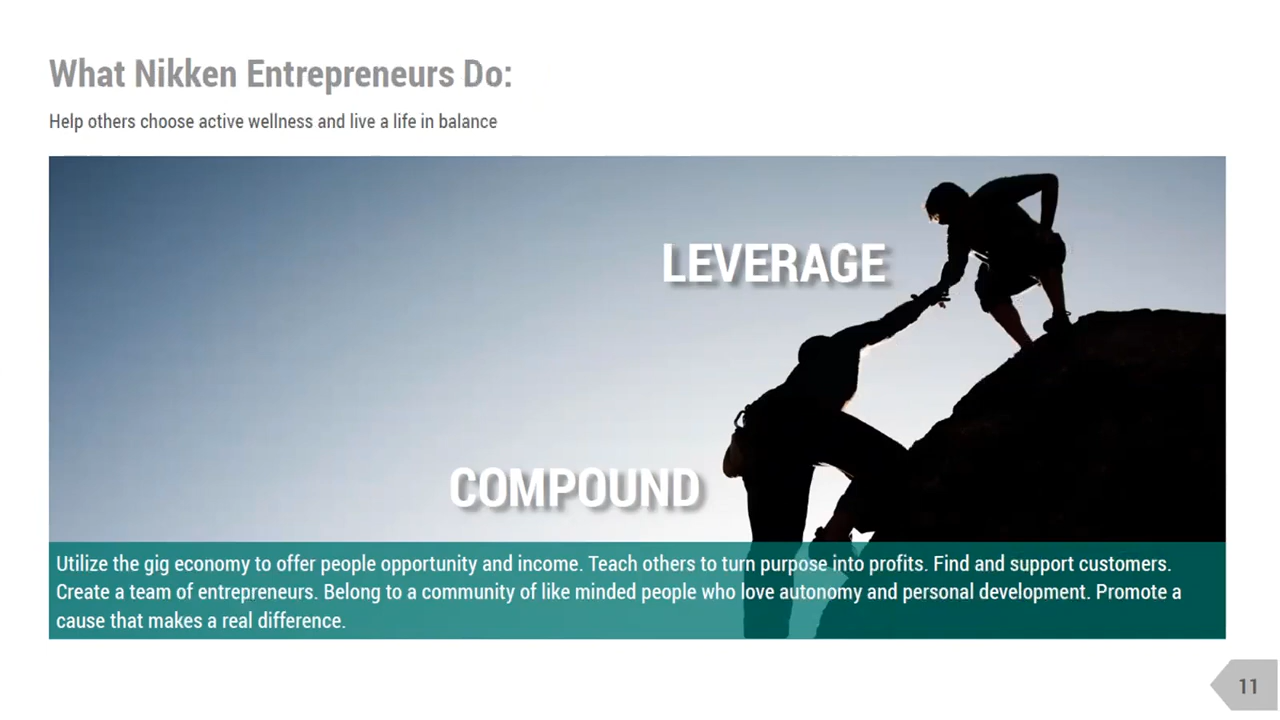 What Nikken Entrepreneurs Do:
Help others choose active wellness and live a life in balance
LEVERAGE
COMPOUND
Utilize the gig economy to offer people opportunity and income. Teach others to turn purpose into profits. Find and support customers.
Create a team of entrepreneurs. Belong to a community of like minded people who love autonomy and personal development. Promote a
cause that makes a real difference.
11